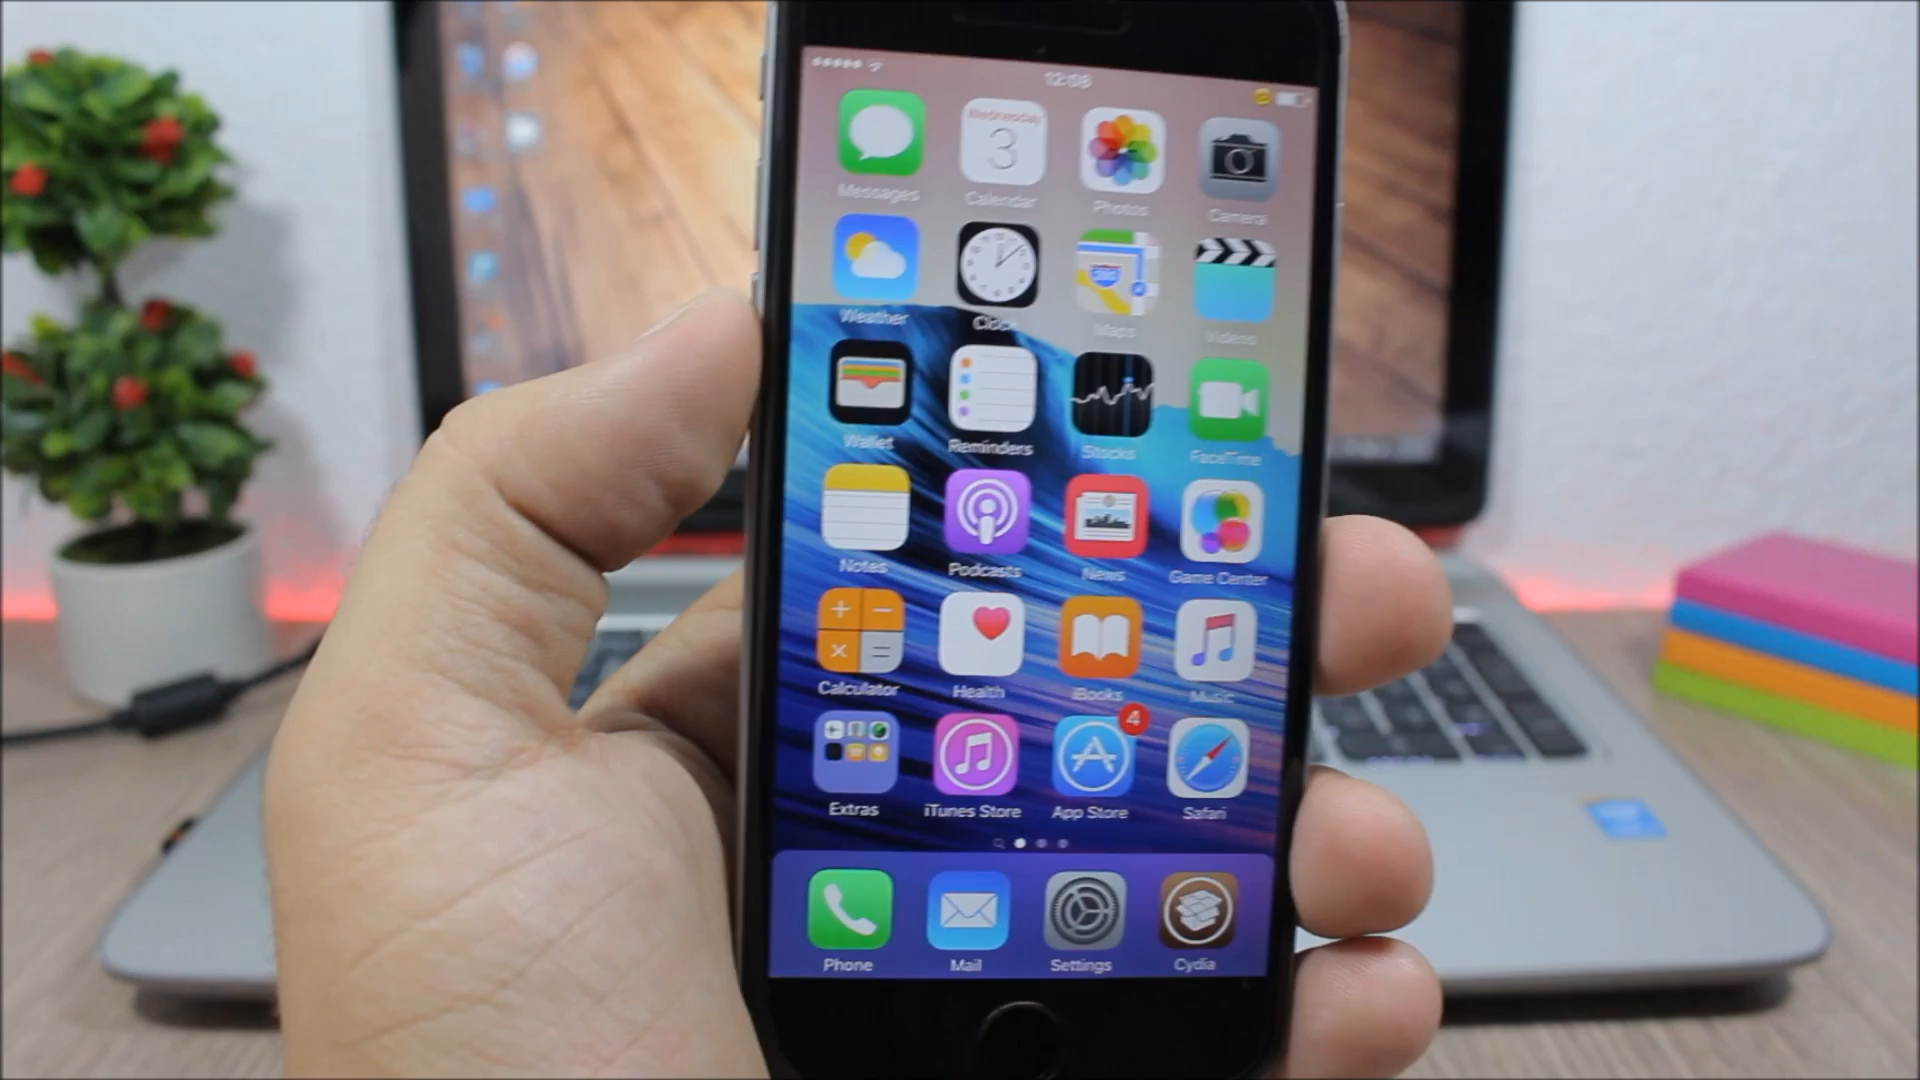 12:08
Wednesday
3
Messages
Calendar
Photos
Camera
280
Weather
Clock
Maps
Videos
Wallet
Reminders
Stocks
FaceTime
Notes
Podcasts
News
Game Center
Calculator
Health
iBooks
Music
4
Extras
iTunes Store
App Store
Safari
Phone
Mail
Settings
Cydia